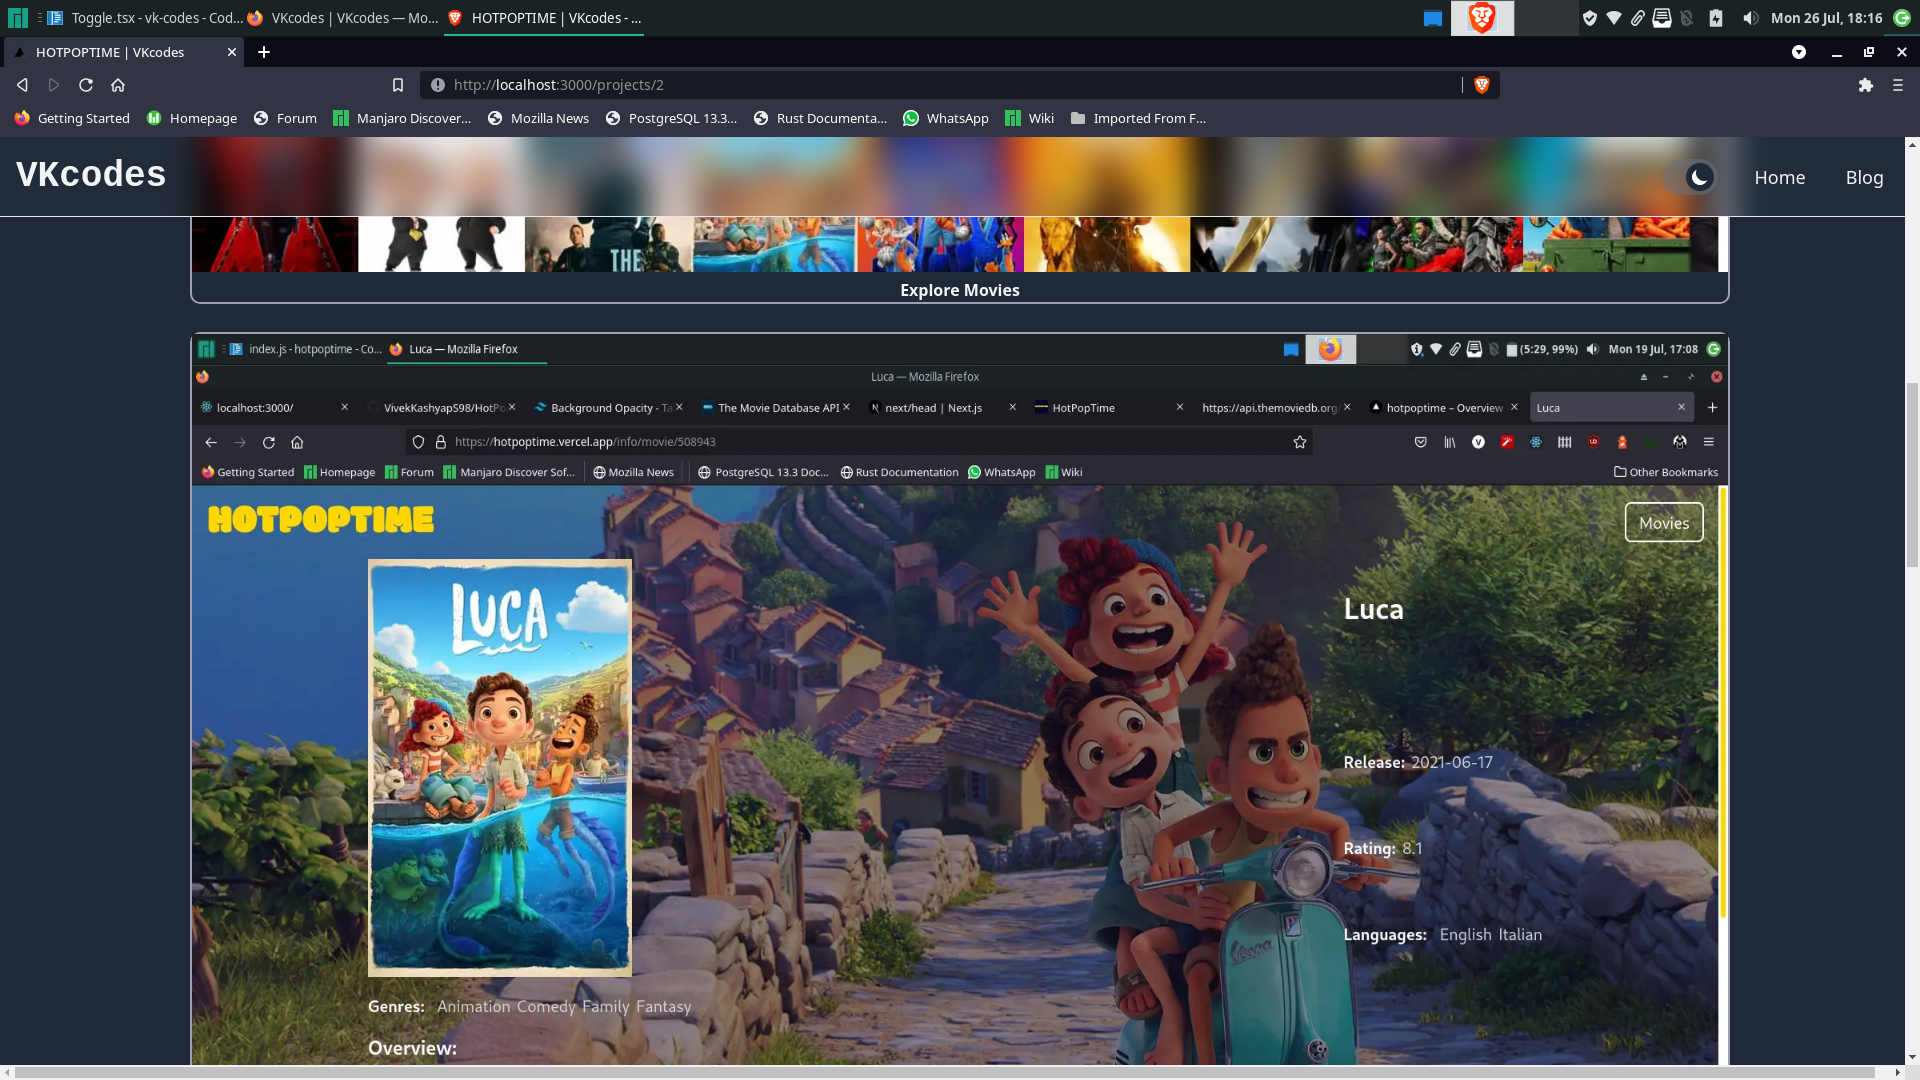 Toggle.tsx - vk-codes - Cod...
VKcodes | VKcodes — Mo...
HOTPOPTIME | VKcodes - ...
Mon 26 Jul, 18:16
HOTPOPTIME | VKcodes
http://localhost:3000/projects/2
Getting Started
Homepage
Forum
Manjaro Discover...
Mozilla News
PostgreSQL 13.3...
Rust Documenta...
WhatsApp
Wiki
Imported From F...
VKcodes
Home
Blog
THE
Explore Movies
index.js - hotpoptime - Co...
Luca — Mozilla Firefox
(5:29, 99%)
Mon 19 Jul, 17:08
Luca — Mozilla Firefox
localhost:3000/
VivekKashyapS98/HotPo
Background Opacity - Ta
The Movie Database API
next/head | Next.js
HotPopTime
https://api.themoviedb.org/
hotpoptime – Overview
Luca
https://hotpoptime.vercel.app/info/movie/508943
Getting Started
Homepage
Forum
Manjaro Discover Sof...
Mozilla News
PostgreSQL 13.3 Doc...
Rust Documentation
WhatsApp
Wiki
Other Bookmarks
HOTPOPTIME
Movies
LUCA
Luca
Release: 2021-06-17
Rating: 8.1
Languages: English Italian
Vespa
Genres: Animation Comedy Family Fantasy
Overview: